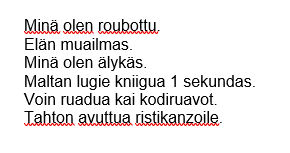 Minä olen roubottu.
Elän muailmas.
Minä olen älykäs.
Maltan lugie kniigua 1 sekundas.
Voin ruadua kai kodiruavot.
Tahton avuttua ristikanzoile.